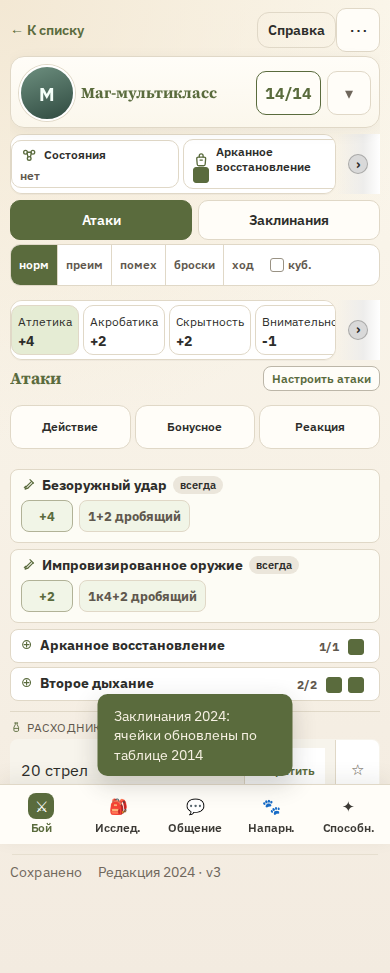 ← К списку
Справка
...
М
Маг-мультикласс
14/14
▼
Состояния
нет
Арканное
восстановление
›
Атаки
Заклинания
норм
преим
помех
броски
ход
куб.
Атлетика
+4
Акробатика
+2
Скрытность
+2
Внимательно
-1
›
Атаки
Настроить атаки
Действие
Бонусное
Реакция
Безоружный удар
всегда
+4
1+2 дробящий
Импровизированное оружие
всегда
+2
1к4+2 дробящий
Арканное восстановление
1/1
Второе дыхание
2/2
РАСХОДНИК
20 стрел
☆
Заклинания 2024:
ячейки обновлены по
таблице 2014
Бой
Исслед.
Общение
Напарн.
Способн.
Сохранено
Редакция 2024 · v3